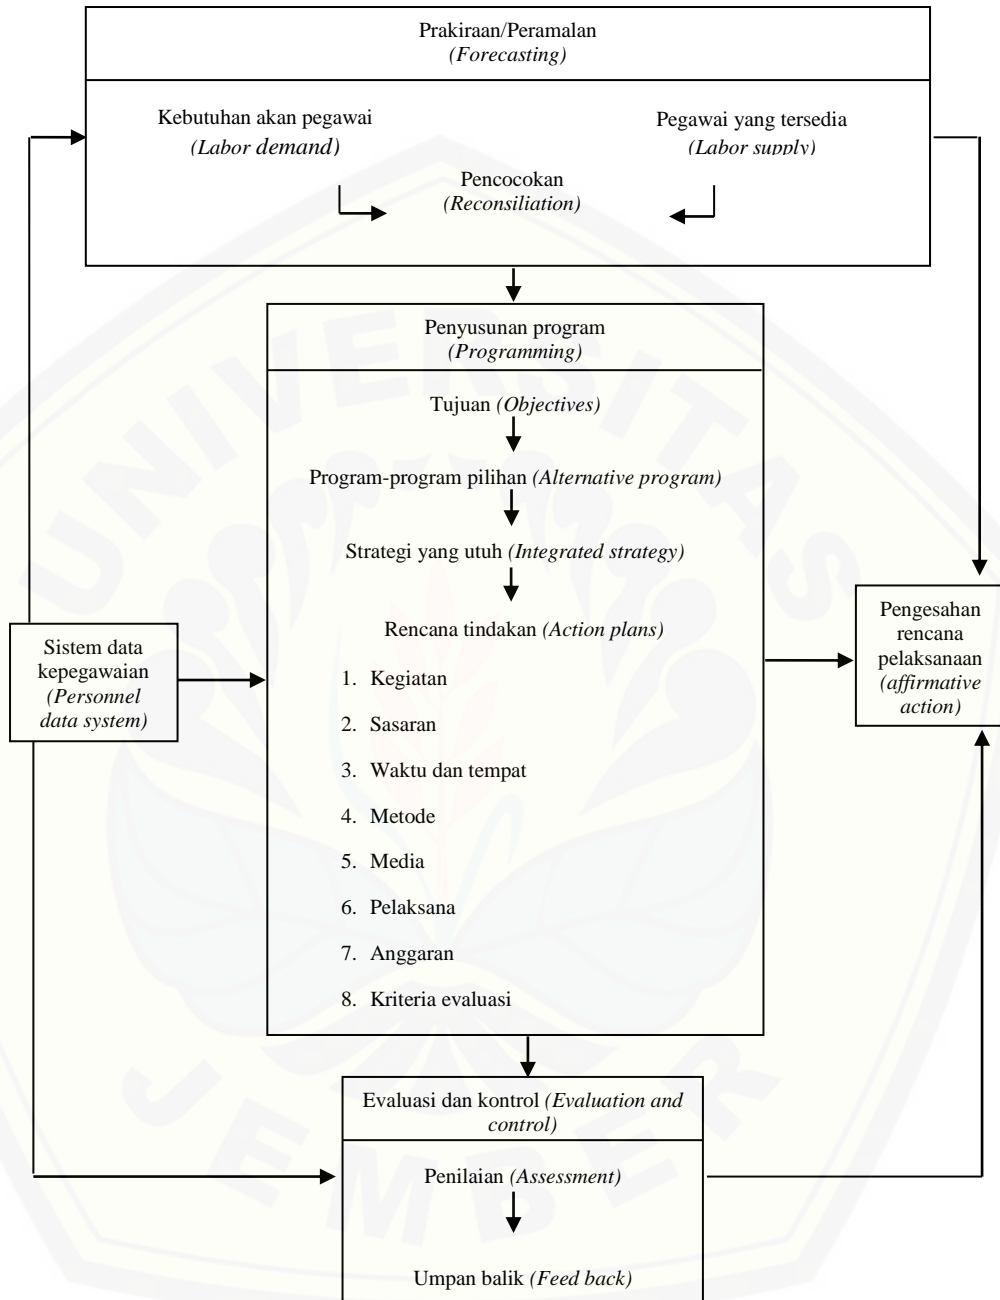 Prakiraan/Peramalan
(Forecasting)
Kebutuhan akan pegawai
(Labor demand)
Pegawai yang tersedia
(Labor supply)
Pencocokan
(Reconsiliation)
Penyusunan program
(Programming)
Tujuan (Objectives)
Program-program pilihan (Alternative program)
Strategi yang utuh (Integrated strategy)
Rencana tindakan (Action plans)
1. Kegiatan
2. Sasaran
3. Waktu dan tempat
4. Metode
5. Media
6. Pelaksana
7. Anggaran
8. Kriteria evaluasi
Sistem data
kepegawaian
(Personnel
data system)
Pengesahan
rencana
pelaksanaan
(affirmative
action)
Evaluasi dan kontrol (Evaluation and
control)
Penilaian (Assessment)
Umpan balik (Feed back)
UNIVERSITAS
JEMBER